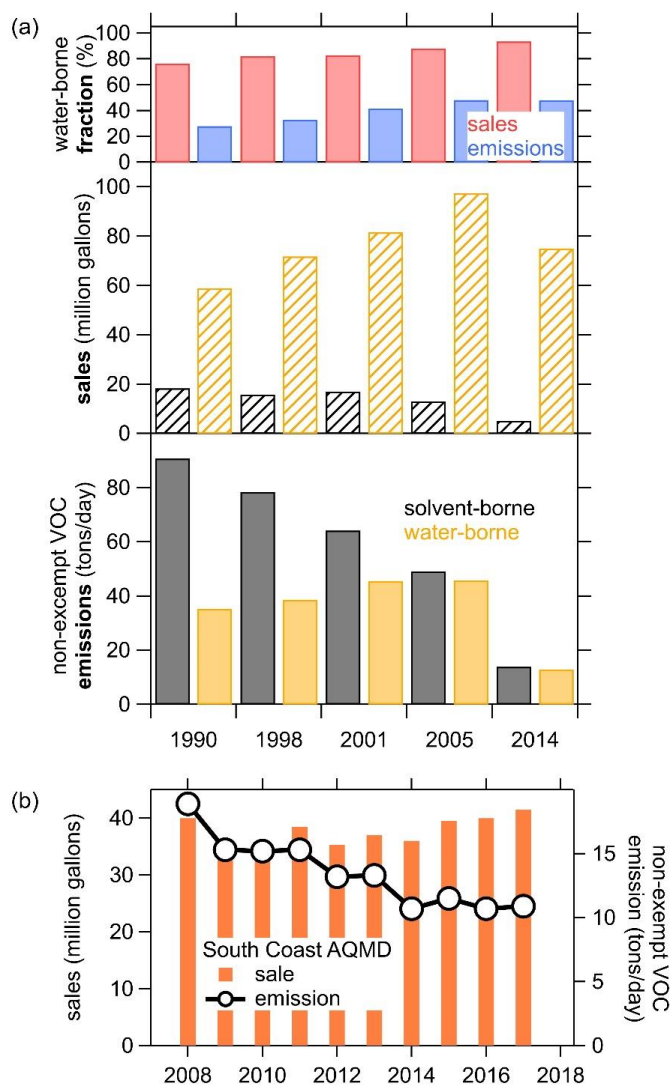 (a)
water-borne
fraction (%)
100
80
60
40
20
0
sales
emissions
sales (million gallons)
100
80
60
40
20
0
non-excempt VOC
emissions (tons/day)
80
60
40
20
0
solvent-borne
water-borne
1990 1998 2001 2005 2014
(b)
sales (million gallons)
40
30
20
10
0
South Coast AQMD
sale
emission
15
10
5
0
non-exempt VOC
emission (tons/day)
2008 2010 2012 2014 2016 2018